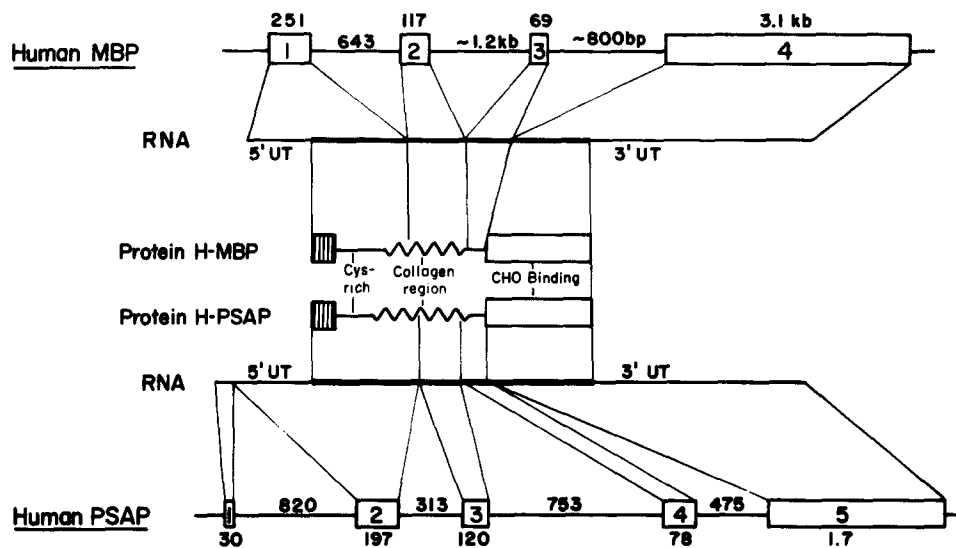 251 117 69 3.1 kb
Human MBP 1 643 2 ~1.2kb 3 ~800bp 4
RNA 5' UT 3' UT
Protein H-MBP
Cys-rich
Collagen region
CHO Binding
Protein H-PSAP
RNA 5' UT 3' UT
Human PSAP 1 820 2 313 3 753 4 475 5
30 197 120 78 1.7